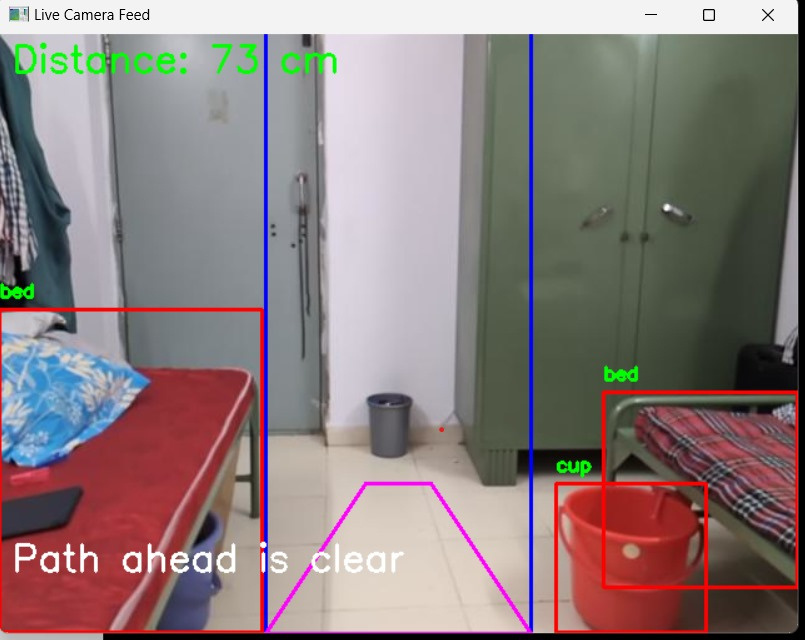 Live Camera Feed
Distance: 73 cm
bed
bed
cup
Path ahead is clear